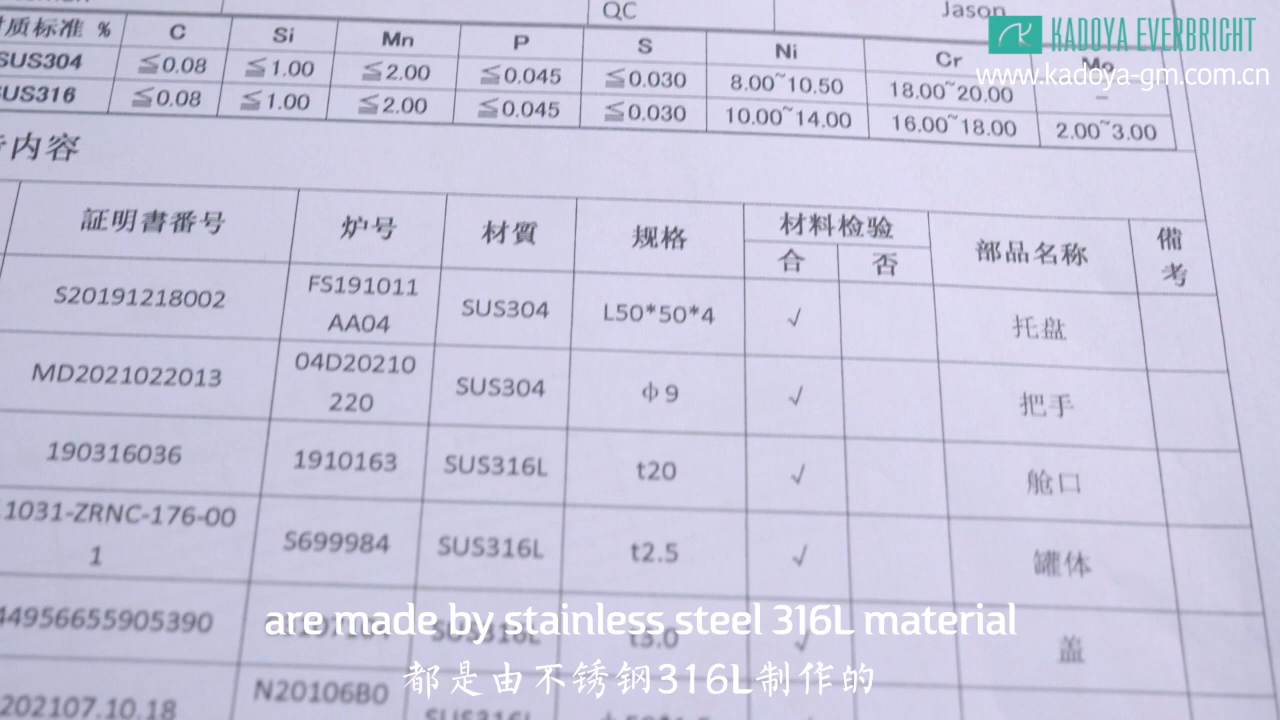 QC Jason
KADOYA EVERBRIGHT
www.kadoya-gm.com.cn
质标准 % C Si Mn P S Ni Cr Mo
SUS304 ≦0.08 ≦1.00 ≦2.00 ≦0.045 ≦0.030 8.00~10.50 18.00~20.00 –
SUS316 ≦0.08 ≦1.00 ≦2.00 ≦0.045 ≦0.030 10.00~14.00 16.00~18.00 2.00~3.00
内容
証明書番号 炉号 材質 规格 材料检验 部品名称 備
合 否 考
S20191218002 FS191011 SUS304 L50*50*4 √ 托盘
AA04
MD2021022013 04D20210 SUS304 φ9 √ 把手
220
190316036 1910163 SUS316L t20 √ 舱口
1031-ZRNC-176-00 S699984 SUS316L t2.5 √ 罐体
1
44956655905390 SUS316L t3.0 √ 盖
are made by stainless steel 316L material
都是由不锈钢316L制作的
202107.10.18 N20106B0 SUS316L